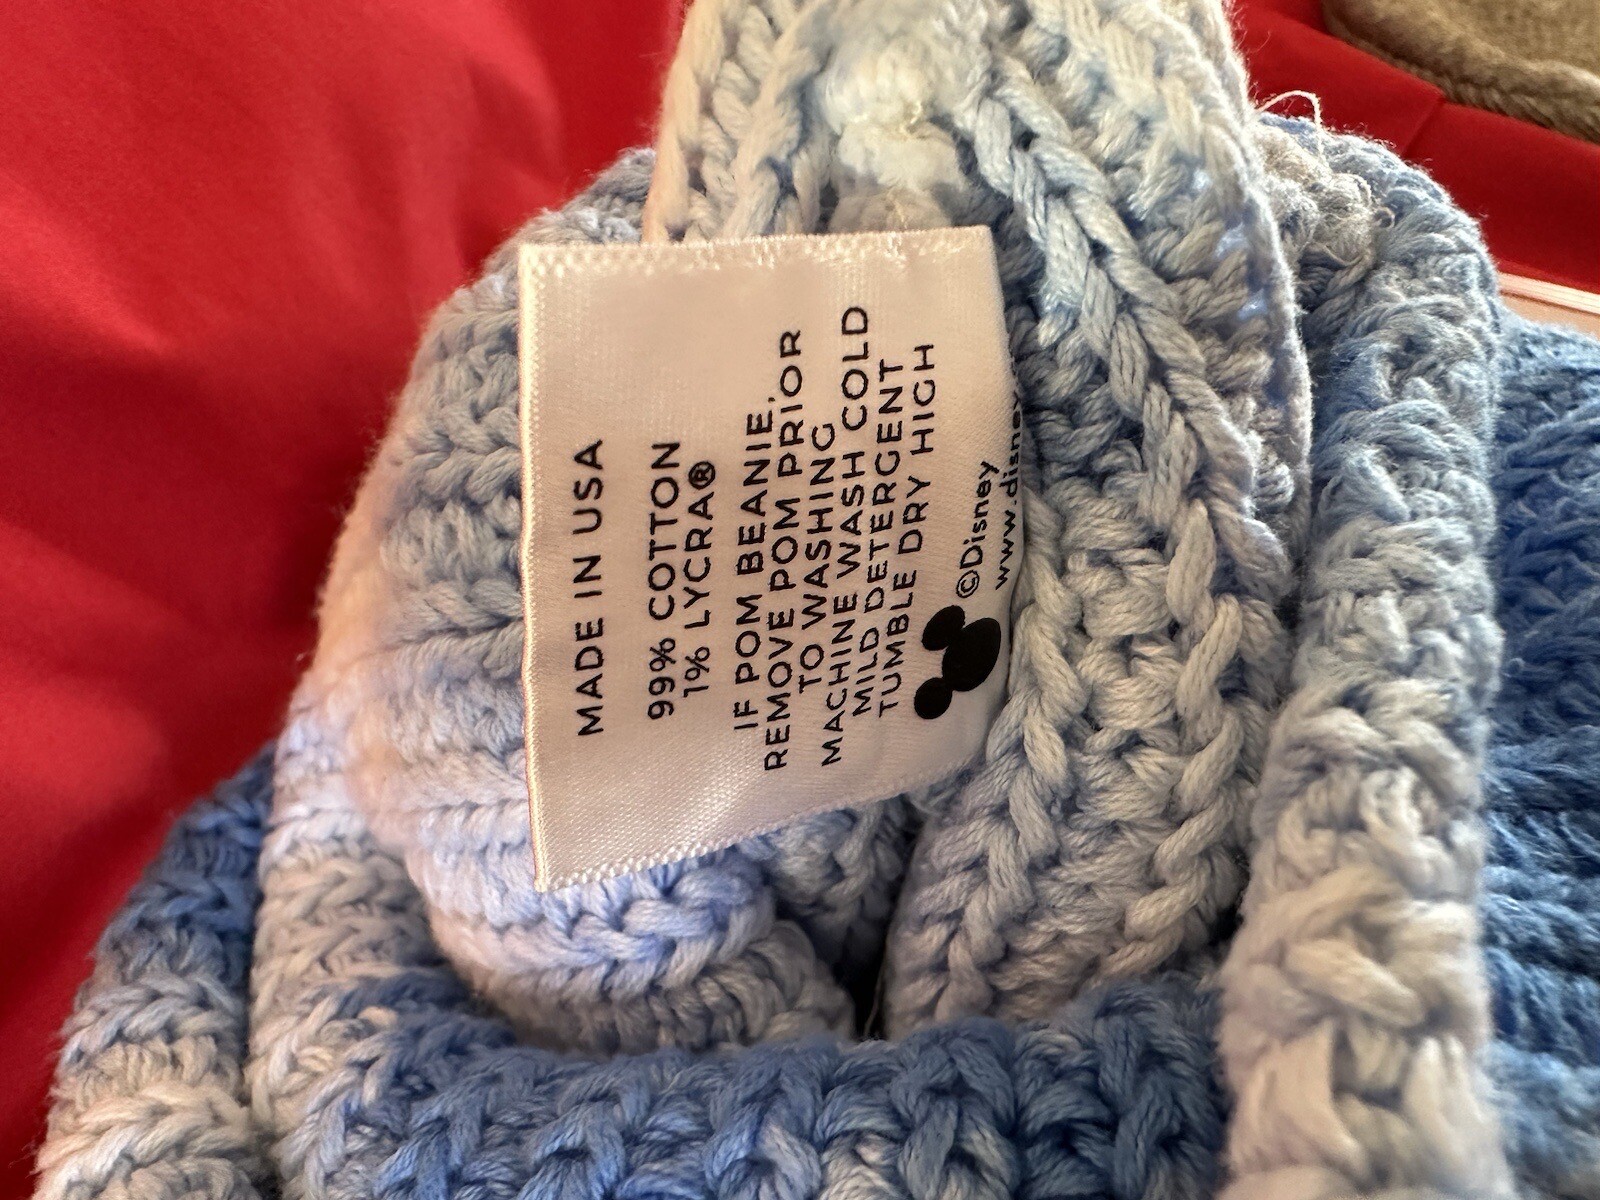 MADE IN USA
99% COTTON
1% LYCRA®
IF POM BEANIE,
REMOVE POM PRIOR
TO WASHING
MACHINE WASH COLD
MILD DETERGENT
TUMBLE DRY HIGH
©Disney